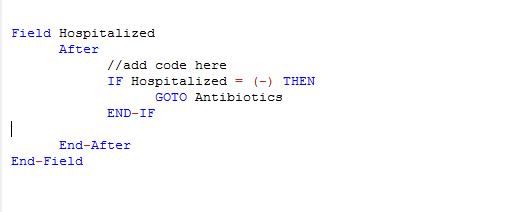 Field Hospitalized
After
//add code here
IF Hospitalized = (-) THEN
GOTO Antibiotics
END-IF
End-After
End-Field